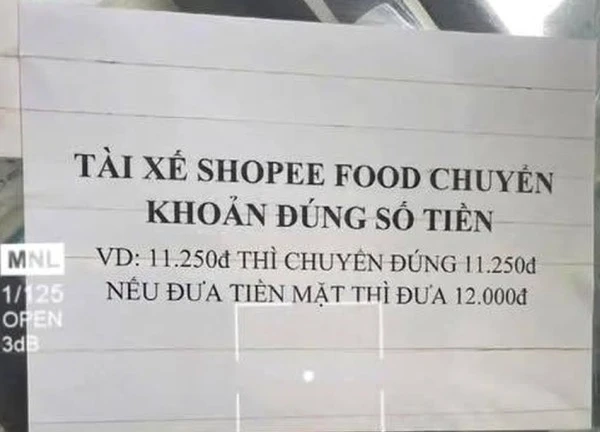 TÀI XẾ SHOPEE FOOD CHUYỂN
KHOẢN ĐÚNG SỐ TIỀN
VD: 11.250đ THÌ CHUYỂN ĐÚNG 11.250đ
NẾU ĐƯA TIỀN MẶT THÌ ĐƯA 12.000đ
MNL
1/125
OPEN
3dB